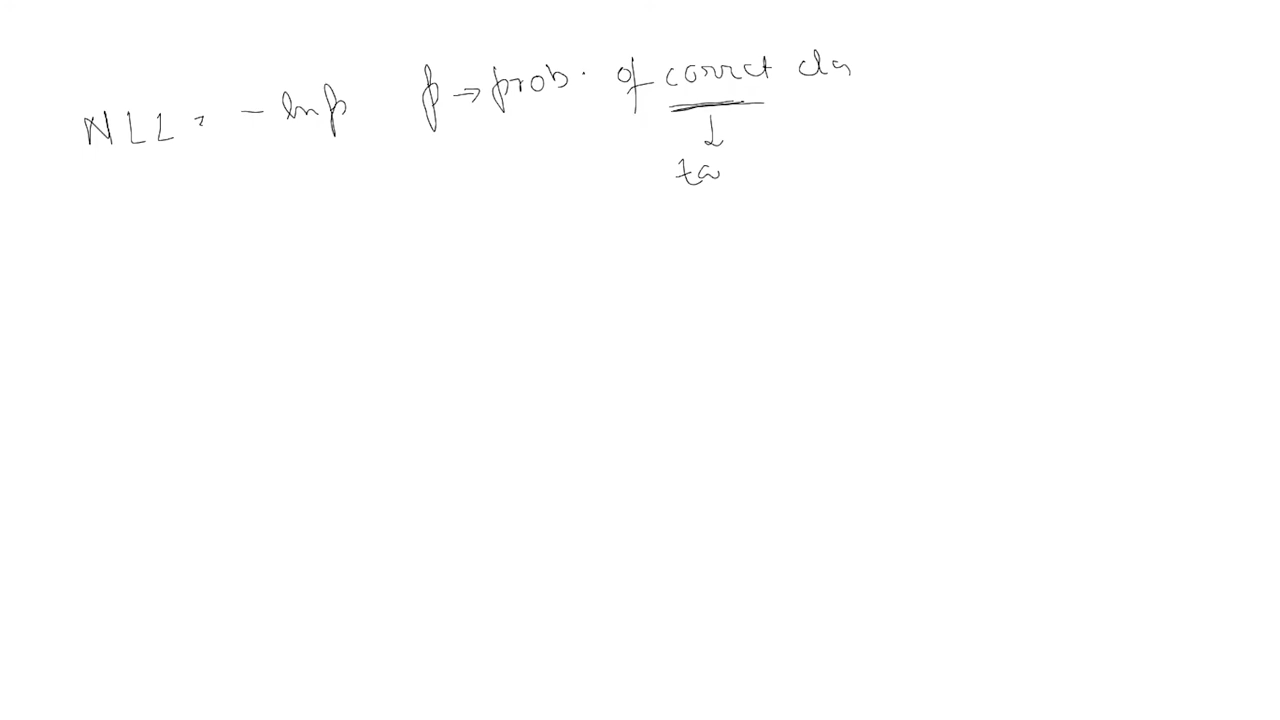 NLL = - ln p p → prob. of correct cla
↓
ta